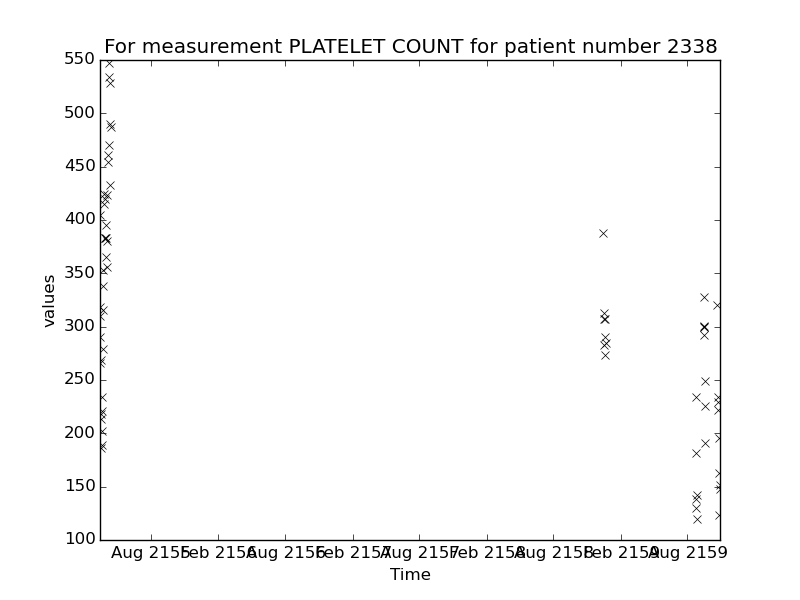 For measurement PLATELET COUNT for patient number 2338
550
500
450
400
350
300
250
200
150
100
values
Aug 2155 Feb 2156 Aug 2156 Feb 2157 Aug 2157 Feb 2158 Aug 2158 Feb 2159 Aug 2159
Time